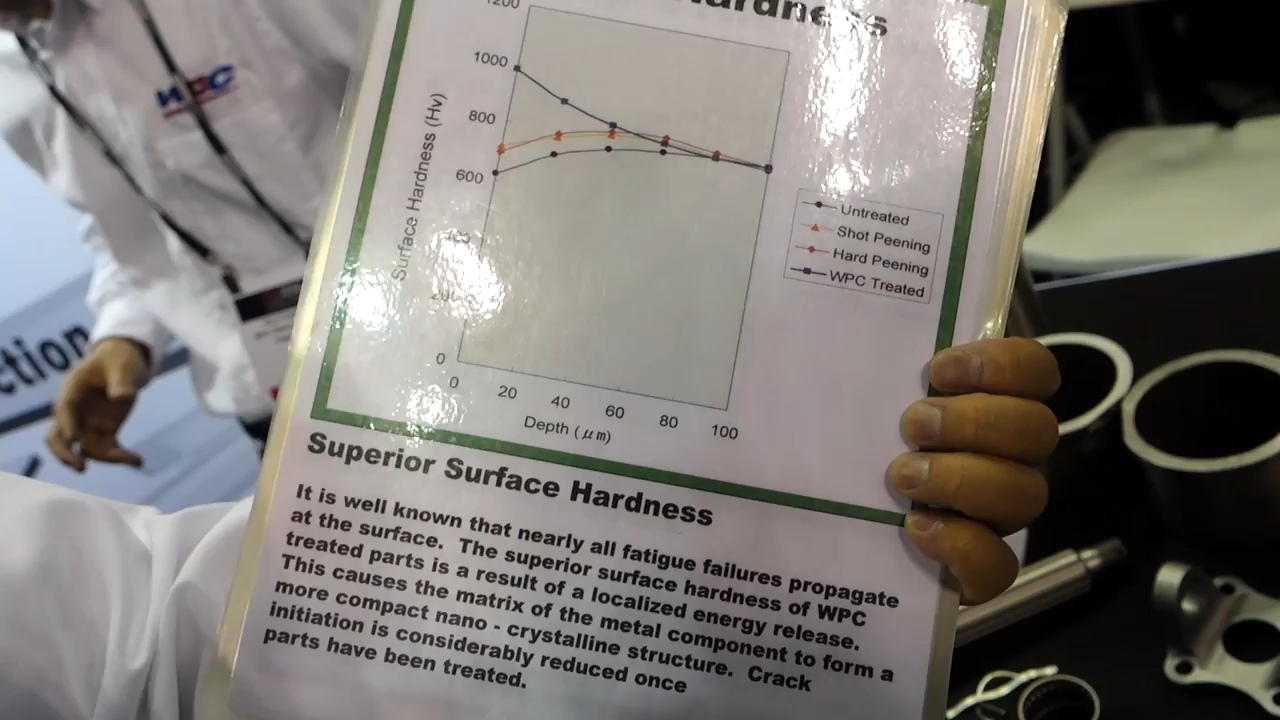 Hardness
1200
1000
800
600
0
Surface Hardness (Hv)
0
20
40
60
80
100
Depth (μm)
Untreated
Shot Peening
Hard Peening
WPC Treated
Superior Surface Hardness
It is well known that nearly all fatigue failures propagate
at the surface. The superior surface hardness of WPC
treated parts is a result of a localized energy release.
This causes the matrix of the metal component to form a
more compact nano - crystalline structure. Crack
initiation is considerably reduced once
parts have been treated.
WPC
ction